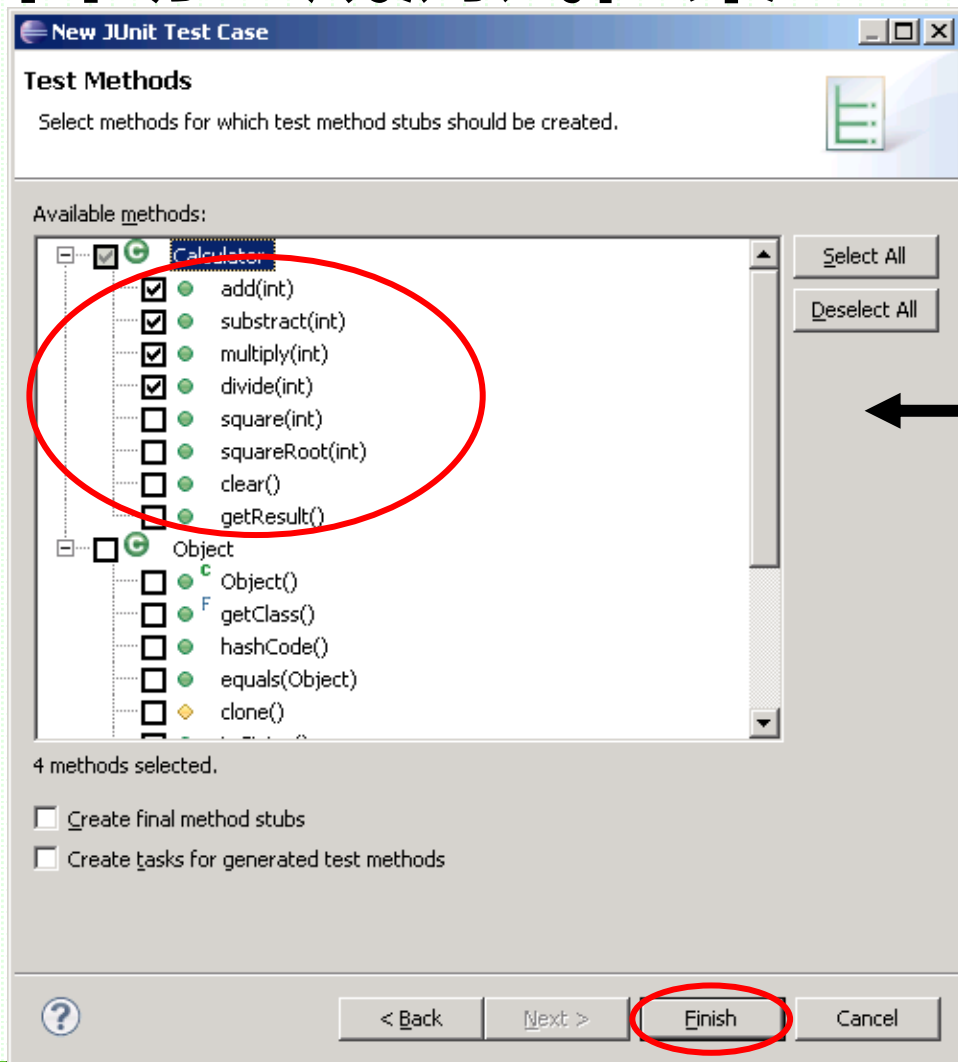 New JUnit Test Case
Test Methods
Select methods for which test method stubs should be created.
Available methods:
Calculator
add(int)
substract(int)
multiply(int)
divide(int)
square(int)
squareRoot(int)
clear()
getResult()
Object
C Object()
F getClass()
hashCode()
equals(Object)
clone()
Select All
Deselect All
4 methods selected.
Create final method stubs
Create tasks for generated test methods
?
< Back
Next >
Finish
Cancel